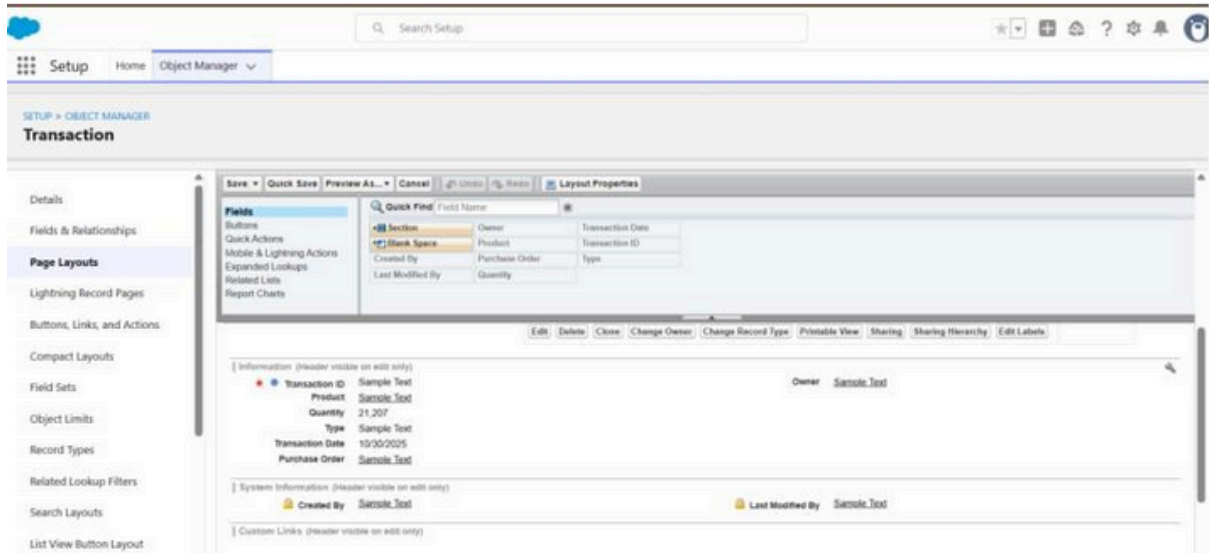 Search Setup
Setup Home Object Manager
SETUP > OBJECT MANAGER
Transaction
Details
Fields & Relationships
Page Layouts
Lightning Record Pages
Buttons, Links, and Actions
Compact Layouts
Field Sets
Object Limits
Record Types
Related Lookup Filters
Search Layouts
List View Button Layout
Save Quick Save Preview As... Cancel Undo Redo Layout Properties
Fields
Buttons
Quick Actions
Mobile & Lightning Actions
Expanded Lookups
Related Lists
Report Charts
Quick Find Field Name
Section Owner Transaction Date
Blank Space Product Transaction ID
Created By Purchase Order Type
Last Modified By Quantity
Edit Delete Clone Change Owner Change Record Type Printable View Sharing Sharing Hierarchy Edit Labels
Information (Header visible on edit only)
Transaction ID Sample Text Owner Sample Text
Product Sample Text
Quantity 21,207
Type Sample Text
Transaction Date 10/30/2025
Purchase Order Sample Text
System Information (Header visible on edit only)
Created By Sample Text Last Modified By Sample Text
Custom Links (Header visible on edit only)